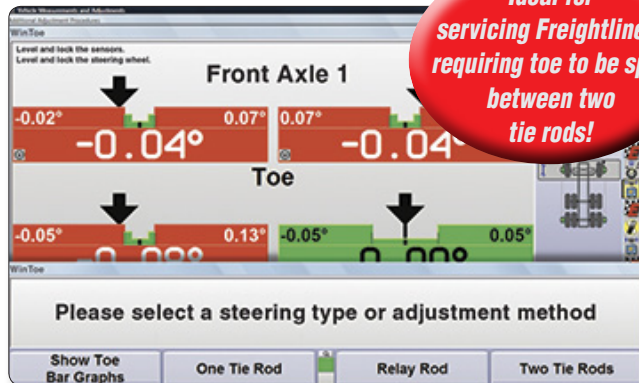 Vehicle Measurements and Adjustments
Additional Adjustment Procedures
WinToe
Level and lock the sensors.
Level and lock the steering wheel.
servicing
requiring toe to be
between two
tie rods!
Front Axle 1
-0.02° 0.07° 0.07°
-0.04° -0.04°
Toe
-0.05° 0.13° -0.05° 0.05°
WinToe
Please select a steering type or adjustment method
Show Toe
Bar Graphs
One Tie Rod
Relay Rod
Two Tie Rods